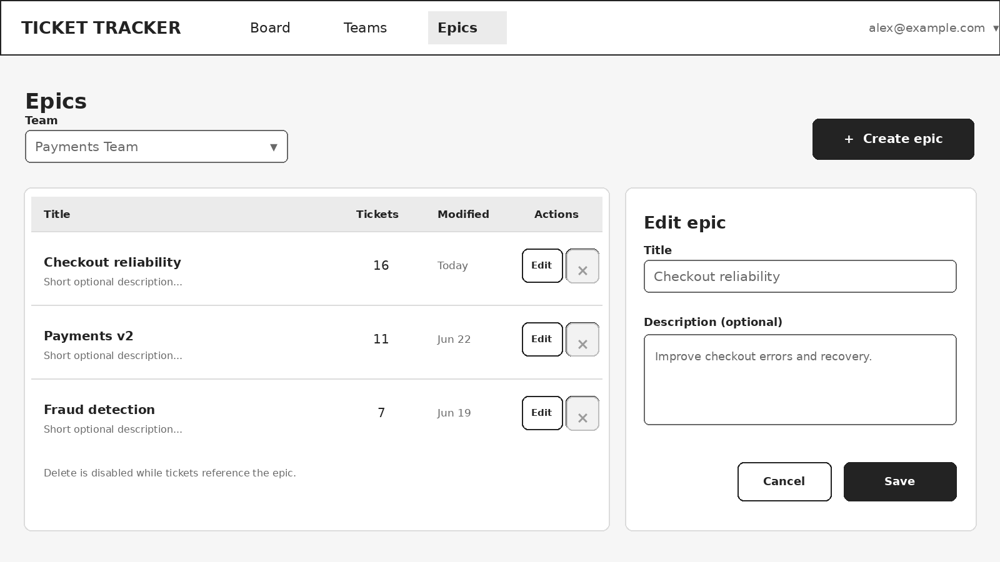 TICKET TRACKER Board Teams Epics alex@example.com ▼
Epics
Team
Payments Team ▼
+ Create epic
Title Tickets Modified Actions
Checkout reliability 16 Today Edit ×
Short optional description...
Payments v2 11 Jun 22 Edit ×
Short optional description...
Fraud detection 7 Jun 19 Edit ×
Short optional description...
Delete is disabled while tickets reference the epic.
Edit epic
Title
Checkout reliability
Description (optional)
Improve checkout errors and recovery.
Cancel Save